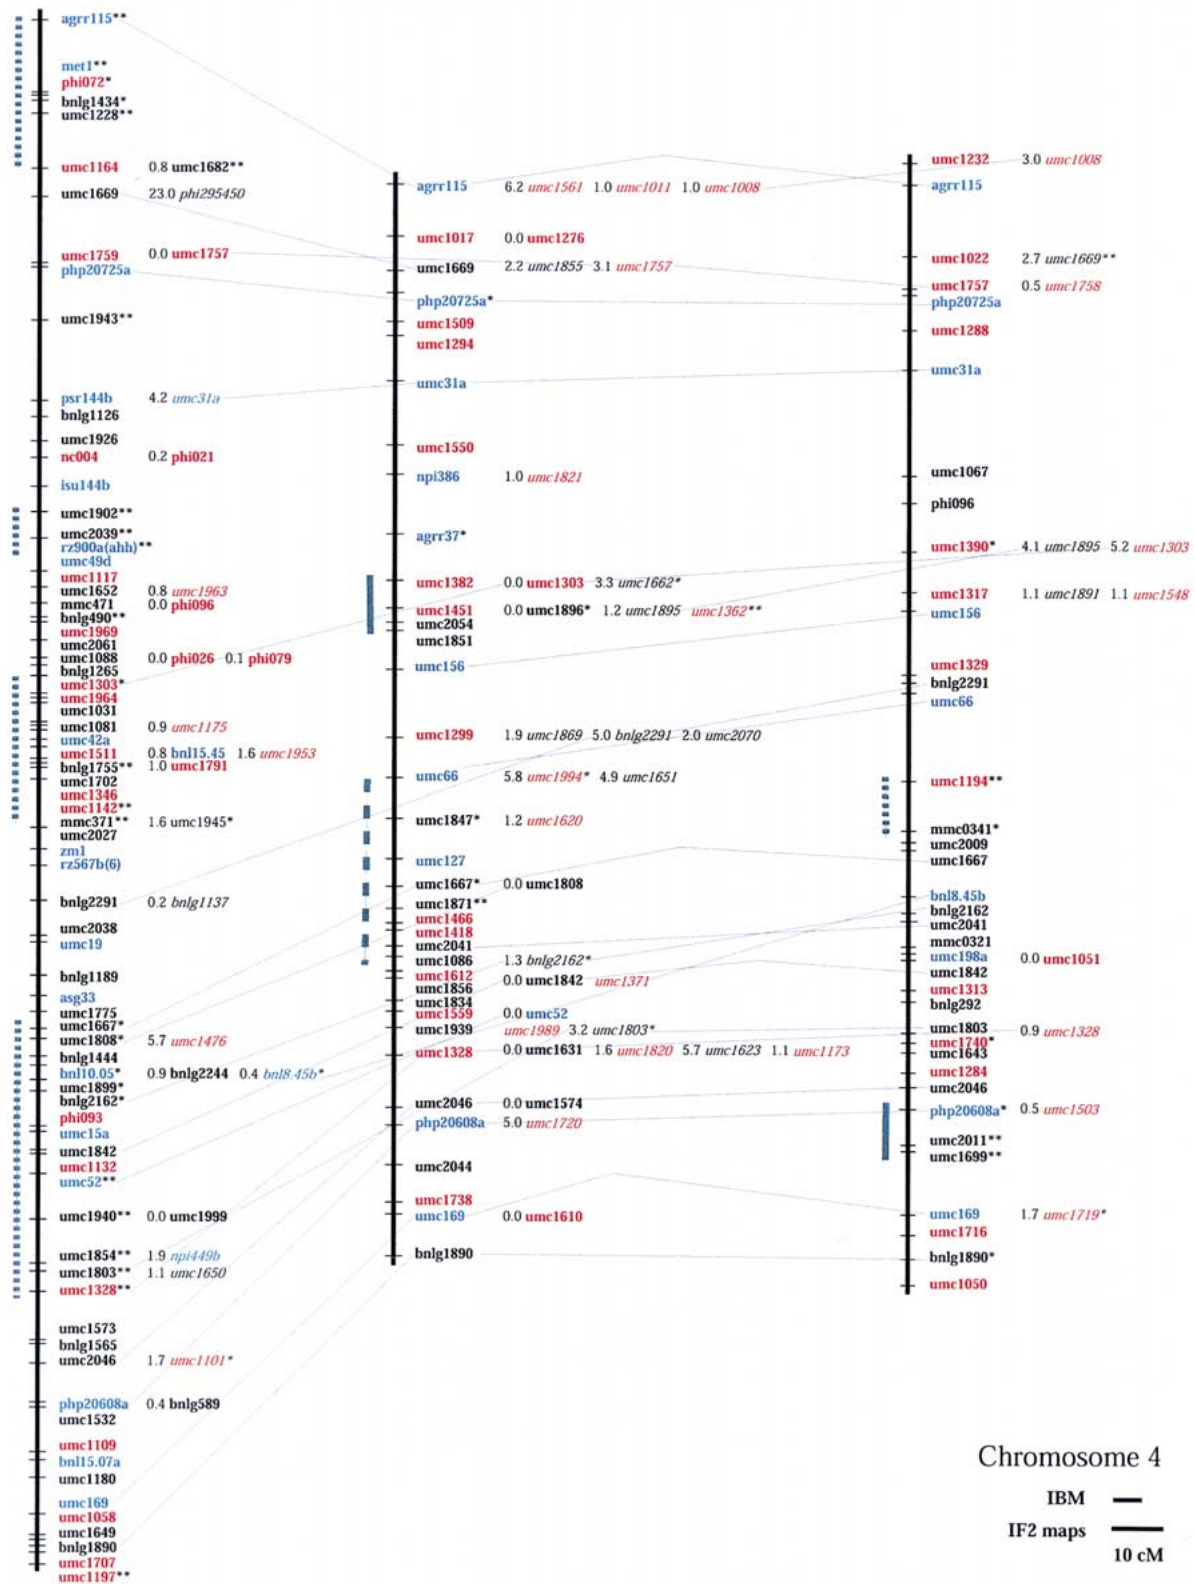 agrr115**
met1**
phi072*
bnlg1434*
umc1228**
umc1164 0.8 umc1682**
umc1669 23.0 phi295450
umc1759 0.0 umc1757
php20725a
umc1943**
psr144b 4.2 umc31a
bnlg1126
umc1926
nc004 0.2 phi021
isu144b
umc1902**
umc2039**
rz900a(ahh)**
umc49d
umc1117
umc1652 0.8 umc1963
mmc471 0.0 phi096
bnlg490**
umc1969
umc2061
umc1088 0.0 phi026 0.1 phi079
bnlg1265
umc1303*
umc1964
umc1031
umc1081 0.9 umc1175
umc42a
umc1511 0.8 bnl15.45 1.6 umc1953
bnlg1755** 1.0 umc1791
umc1702
umc1346
umc1142**
mmc371** 1.6 umc1945*
umc2027
zm1
rz567b(6)
bnlg2291 0.2 bnlg1137
umc2038
umc19
bnlg1189
asg33
umc1775
umc1667*
umc1808* 5.7 umc1476
bnlg1444
bnl10.05* 0.9 bnlg2244 0.4 bnl8.45b*
umc1899*
bnlg2162*
phi093
umc15a
umc1842
umc1132
umc52**
umc1940** 0.0 umc1999
umc1854** 1.9 npi449b
umc1803** 1.1 umc1650
umc1328**
umc1573
bnlg1565
umc2046 1.7 umc1101*
php20608a 0.4 bnlg589
umc1532
umc1109
bnl15.07a
umc1180
umc169
umc1058
umc1649
bnlg1890
umc1707
umc1197**
agrr115 6.2 umc1561 1.0 umc1011 1.0 umc1008
umc1017 0.0 umc1276
umc1669 2.2 umc1855 3.1 umc1757
php20725a*
umc1509
umc1294
umc31a
umc1550
npi386 1.0 umc1821
agrr37*
umc1382 0.0 umc1303 3.3 umc1662*
umc1451 0.0 umc1896* 1.2 umc1895 umc1362**
umc2054
umc1851
umc156
umc1299 1.9 umc1869 5.0 bnlg2291 2.0 umc2070
umc66 5.8 umc1994* 4.9 umc1651
umc1847* 1.2 umc1620
umc127
umc1667* 0.0 umc1808
umc1871**
umc1466
umc1418
umc2041
umc1086 1.3 bnlg2162*
umc1612 0.0 umc1842 umc1371
umc1856
umc1834
umc1559 0.0 umc52
umc1939 umc1989 3.2 umc1803*
umc1328 0.0 umc1631 1.6 umc1820 5.7 umc1623 1.1 umc1173
umc2046 0.0 umc1574
php20608a 5.0 umc1720
umc2044
umc1738
umc169 0.0 umc1610
bnlg1890
umc1232 3.0 umc1008
agrr115
umc1022 2.7 umc1669**
umc1757 0.5 umc1758
php20725a
umc1288
umc31a
umc1067
phi096
umc1390* 4.1 umc1895 5.2 umc1303
umc1317 1.1 umc1891 1.1 umc1548
umc156
umc1329
bnlg2291
umc66
umc1194**
mmc0341*
umc2009
umc1667
bnl8.45b
bnlg2162
umc2041
mmc0321
umc198a 0.0 umc1051
umc1842
umc1313
bnlg292
umc1803 0.9 umc1328
umc1740*
umc1643
umc1284
umc2046
php20608a* 0.5 umc1503
umc2011**
umc1699**
umc169 1.7 umc1719*
umc1716
bnlg1890*
umc1050
Chromosome 4
IBM
IF2 maps
10 cM